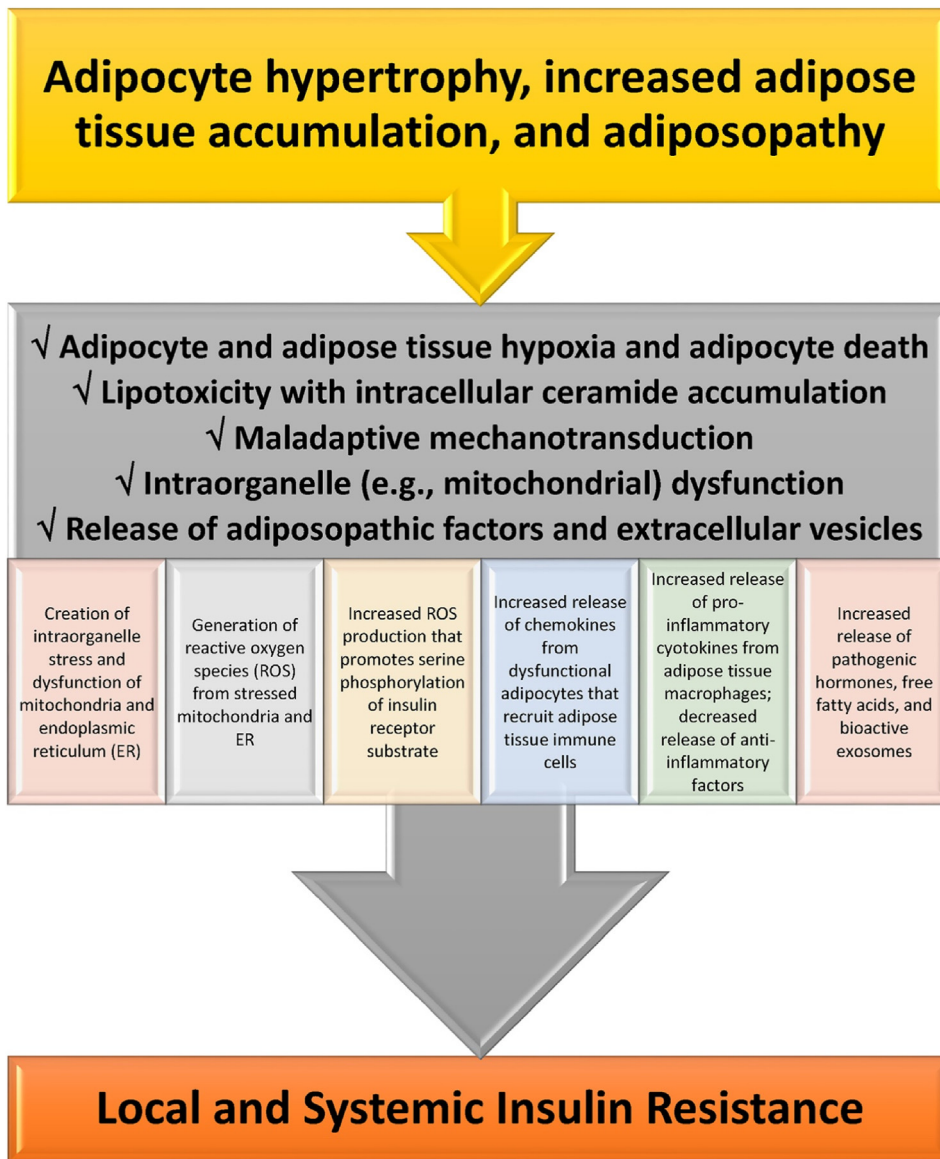 Adipocyte hypertrophy, increased adipose
tissue accumulation, and adiposopathy
√ Adipocyte and adipose tissue hypoxia and adipocyte death
√ Lipotoxicity with intracellular ceramide accumulation
√ Maladaptive mechanotransduction
√ Intraorganelle (e.g., mitochondrial) dysfunction
√ Release of adiposopathic factors and extracellular vesicles
Creation of
intraorganelle
stress and
dysfunction of
mitochondria and
endoplasmic
reticulum (ER)
Generation of
reactive oxygen
species (ROS)
from stressed
mitochondria and
ER
Increased ROS
production that
promotes serine
phosphorylation
of insulin
receptor
substrate
Increased release
of chemokines
from
dysfunctional
adipocytes that
recruit adipose
tissue immune
cells
Increased release
of pro-
inflammatory
cyotokines from
adipose tissue
macrophages;
decreased
release of anti-
inflammatory
factors
Increased
release of
pathogenic
hormones, free
fatty acids, and
bioactive
exosomes
Local and Systemic Insulin Resistance